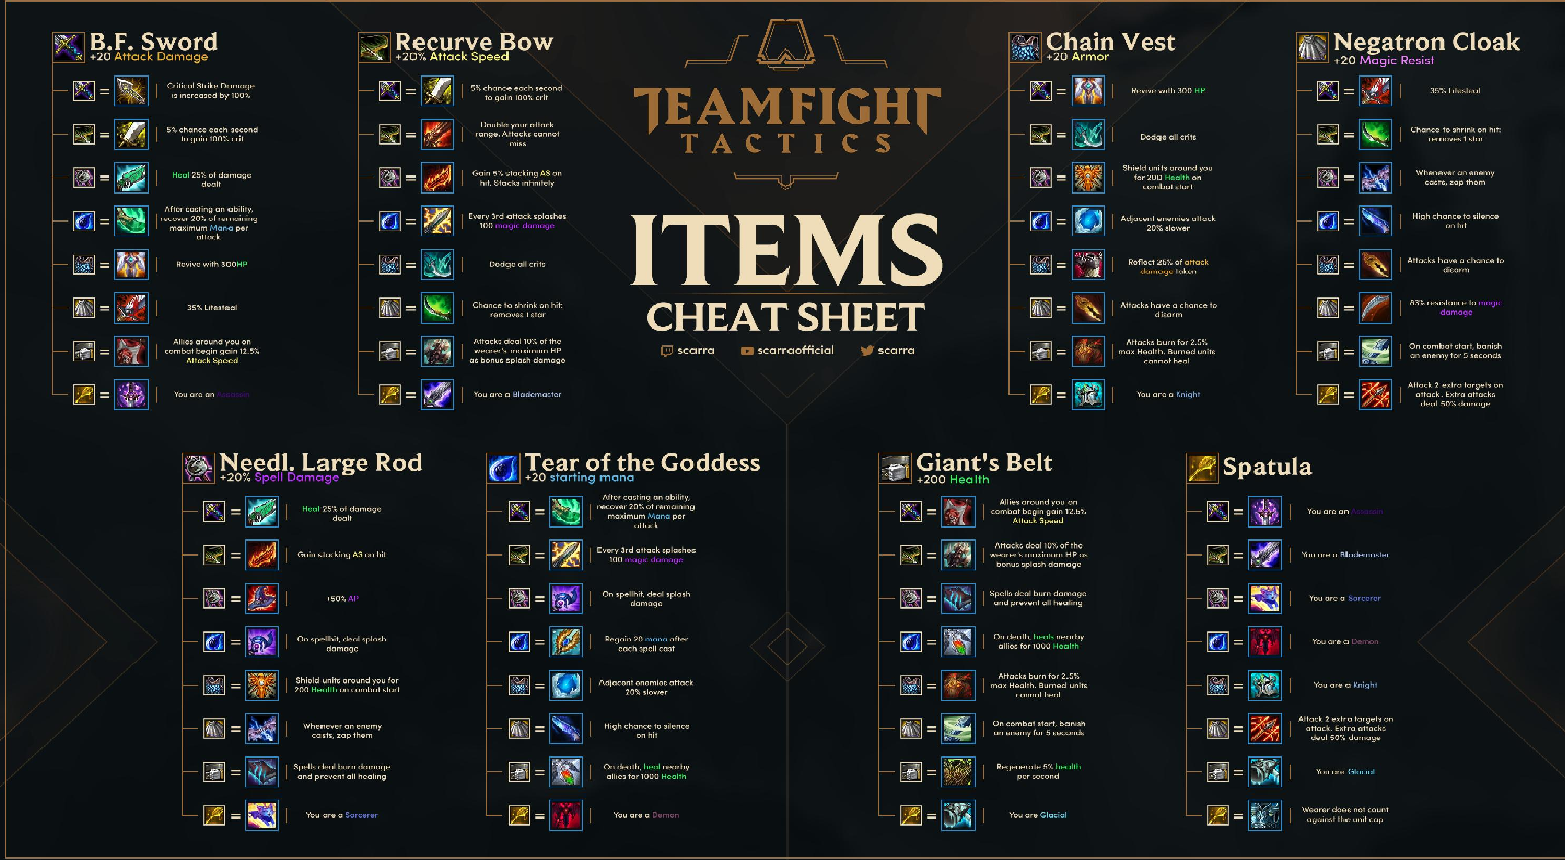 B.F. Sword
+20 Attack Damage
Critical Strike Damage
is increased by 100%
5% chance each second
to gain 100% crit
Heal 25% of damage
dealt
After casting an ability,
recover 20% of remaining
maximum Mana per
attack
Revive with 300HP
35% Lifesteal
Allies around you on
combat begin gain 12.5%
Attack Speed
You are an Assassin
Recurve Bow
+20% Attack Speed
5% chance each second
to gain 100% crit
Double your attack
range. Attacks cannot
miss
Gain 5% stacking AS on
hit. Stacks infinitely
Every 3rd attack splashes
100 magic damage
Dodge all crits
Chance to shrink on hit:
removes 1 star
Attacks deal 10% of the
wearer's maximum HP
as bonus splash damage
You are a Blademaster
TEAMFIGHT
TACTICS
ITEMS
CHEAT SHEET
scarra
scarraofficial
scarra
Chain Vest
+20 Armor
Revive with 300 HP
Dodge all crits
Shield units around you
for 200 Health on
combat start
Adjacent enemies attack
20% slower
Reflect 25% of attack
damage taken
Attacks have a chance to
disarm
Attacks burn for 2.5%
max Health. Burned units
cannot heal
You are a Knight
Negatron Cloak
+20 Magic Resist
35% Lifesteal
Chance to shrink on hit:
removes 1 star
Whenever an enemy
casts, zap them
High chance to silence
on hit
Attacks have a chance to
disarm
83% resistance to magic
damage
On combat start, banish
an enemy for 5 seconds
Attack 2 extra targets on
attack. Extra attacks
deal 50% damage
Needl. Large Rod
+20% Spell Damage
Heal 25% of damage
dealt
Gain stacking AS on hit
+50% AP
On spellhit, deal splash
damage
Shield units around you for
200 Health on combat start
Whenever an enemy
casts, zap them
Spells deal burn damage
and prevent all healing
You are a Sorcerer
Tear of the Goddess
+20 starting mana
After casting an ability,
recover 20% of remaining
maximum Mana per
attack
Every 3rd attack splashes
100 magic damage
On spellhit, deal splash
damage
Regain 20 mana after
each spell cast
Adjacent enemies attack
20% slower
High chance to silence
on hit
On death, heal nearby
allies for 1000 Health
You are a Demon
Giant's Belt
+200 Health
Allies around you on
combat begin gain 12.5%
Attack Speed
Attacks deal 10% of the
wearer's maximum HP as
bonus splash damage
Spells deal burn damage
and prevent all healing
On death, heals nearby
allies for 1000 Health
Attacks burn for 2.5%
max Health. Burned units
cannot heal
On combat start, banish
an enemy for 5 seconds
Regenerate 5% health
per second
You are Glacial
Spatula
You are an Assassin
You are a Blademaster
You are a Sorcerer
You are a Demon
You are a Knight
Attack 2 extra targets on
attack. Extra attacks
deal 50% damage
You are Glacial
Wearer does not count
against the unit cap